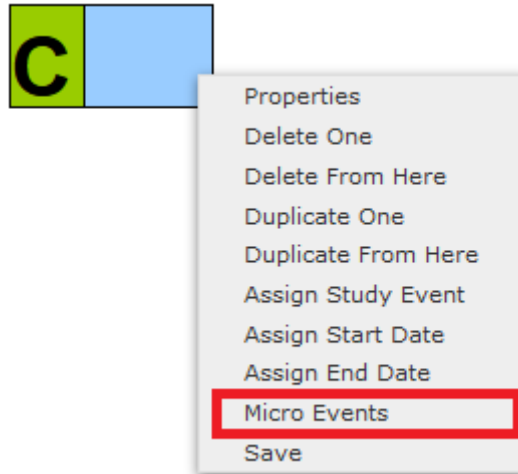 C
Properties
Delete One
Delete From Here
Duplicate One
Duplicate From Here
Assign Study Event
Assign Start Date
Assign End Date
Micro Events
Save